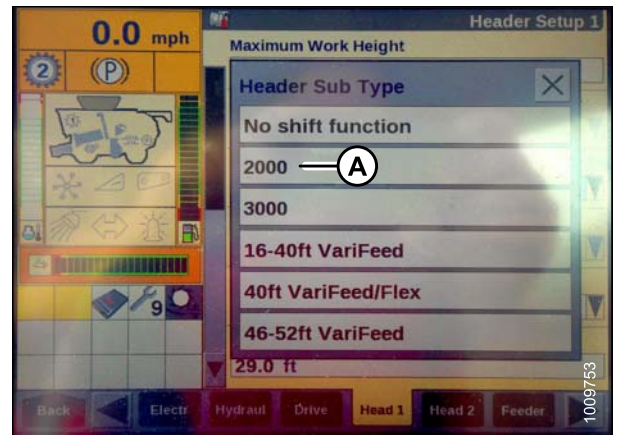 0.0 mph
Header Setup 1
Maximum Work Height
2
(P)
Header Sub Type
No shift function
2000
A
3000
16-40ft VariFeed
40ft VariFeed/Flex
46-52ft VariFeed
9
29.0 ft
Back
Electr
Hydraul
Drive
Head 1
Head 2
Feeder
1009753